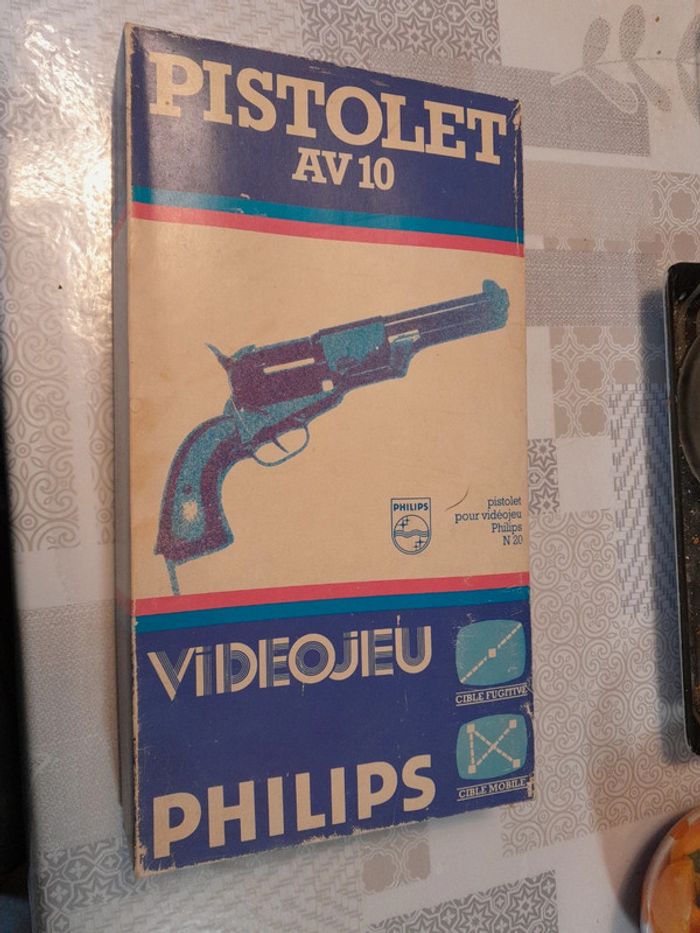 PISTOLET
AV 10
PHILIPS
pistolet
pour vidéojeu
Philips
N 20
ViDEOjEU
CIBLE FUGITIVE
CIBLE MOBILE
PHILIPS